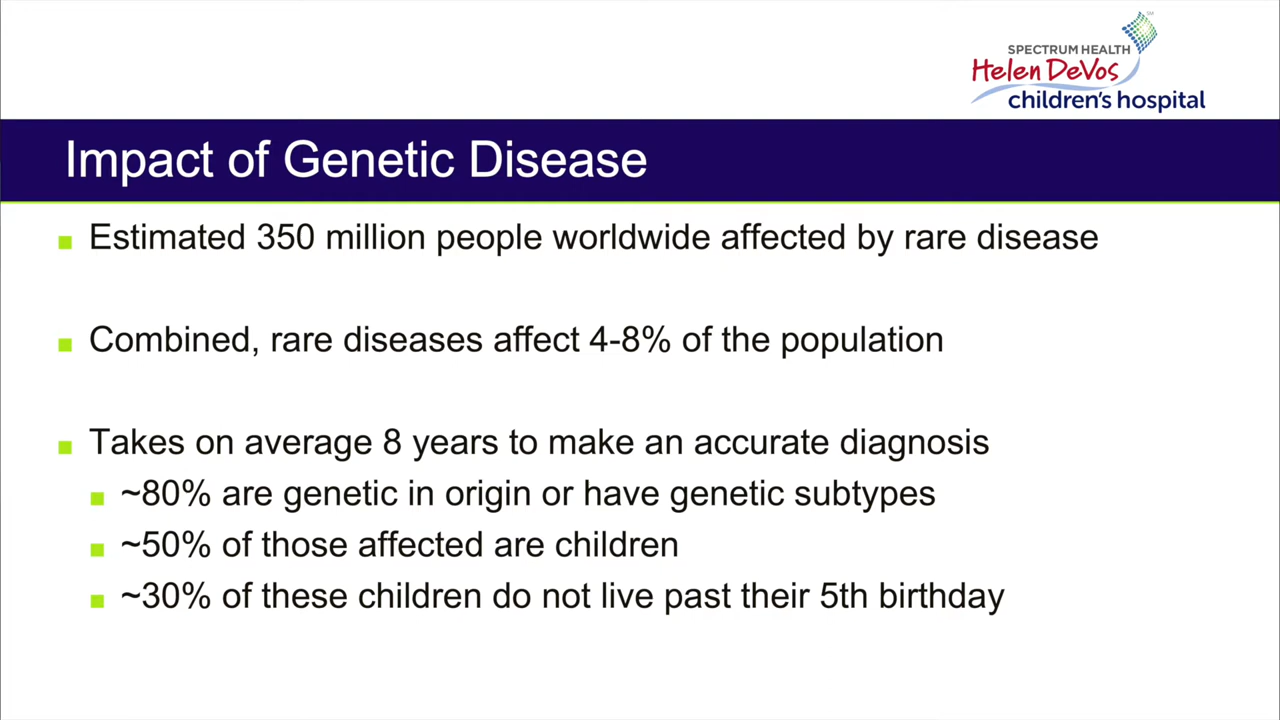 SPECTRUM HEALTH
Helen DeVos
children's hospital
Impact of Genetic Disease
Estimated 350 million people worldwide affected by rare disease
Combined, rare diseases affect 4-8% of the population
Takes on average 8 years to make an accurate diagnosis
~80% are genetic in origin or have genetic subtypes
~50% of those affected are children
~30% of these children do not live past their 5th birthday